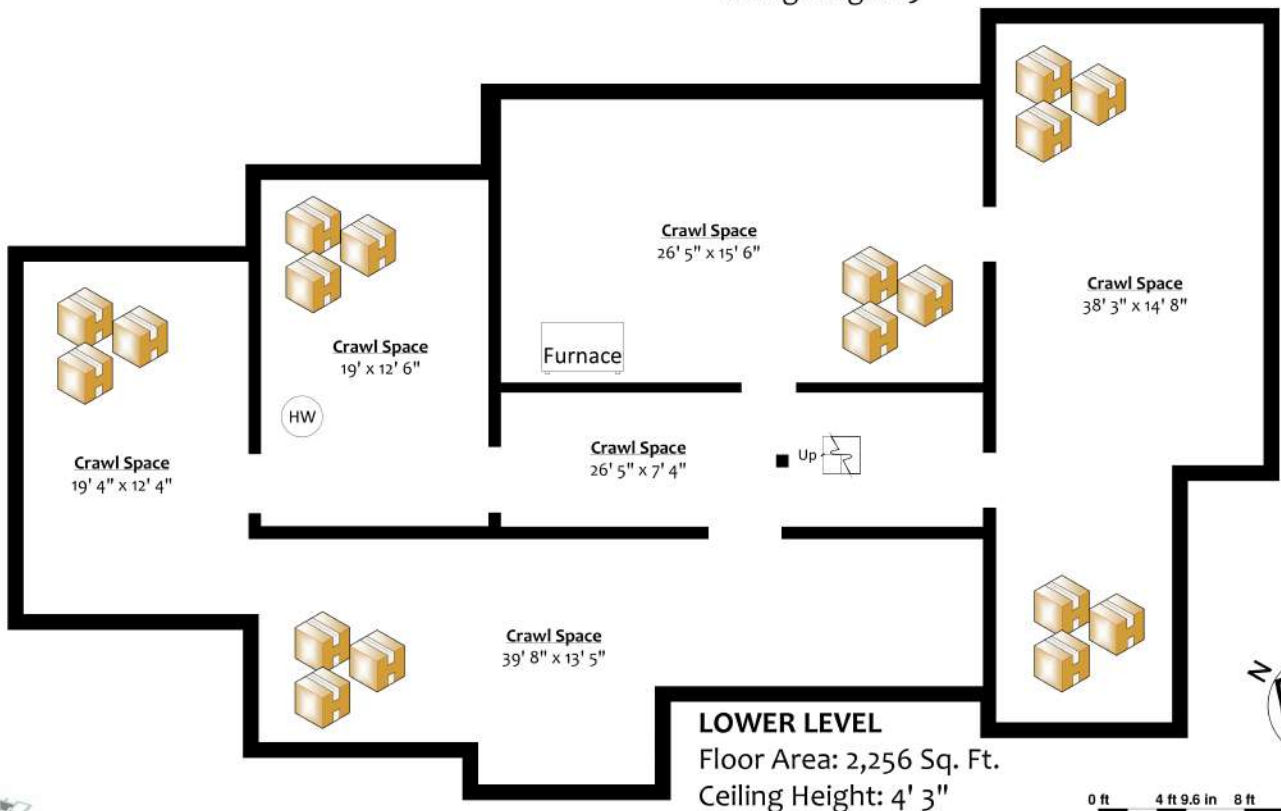 Crawl Space
26' 5" x 15' 6"
Crawl Space
38' 3" x 14' 8"
Crawl Space
19' x 12' 6"
Furnace
HW
Crawl Space
26' 5" x 7' 4"
Up
Crawl Space
19' 4" x 12' 4"
Crawl Space
39' 8" x 13' 5"
N
LOWER LEVEL
Floor Area: 2,256 Sq. Ft.
Ceiling Height: 4' 3"
0 ft 4 ft 9.6 in 8 ft